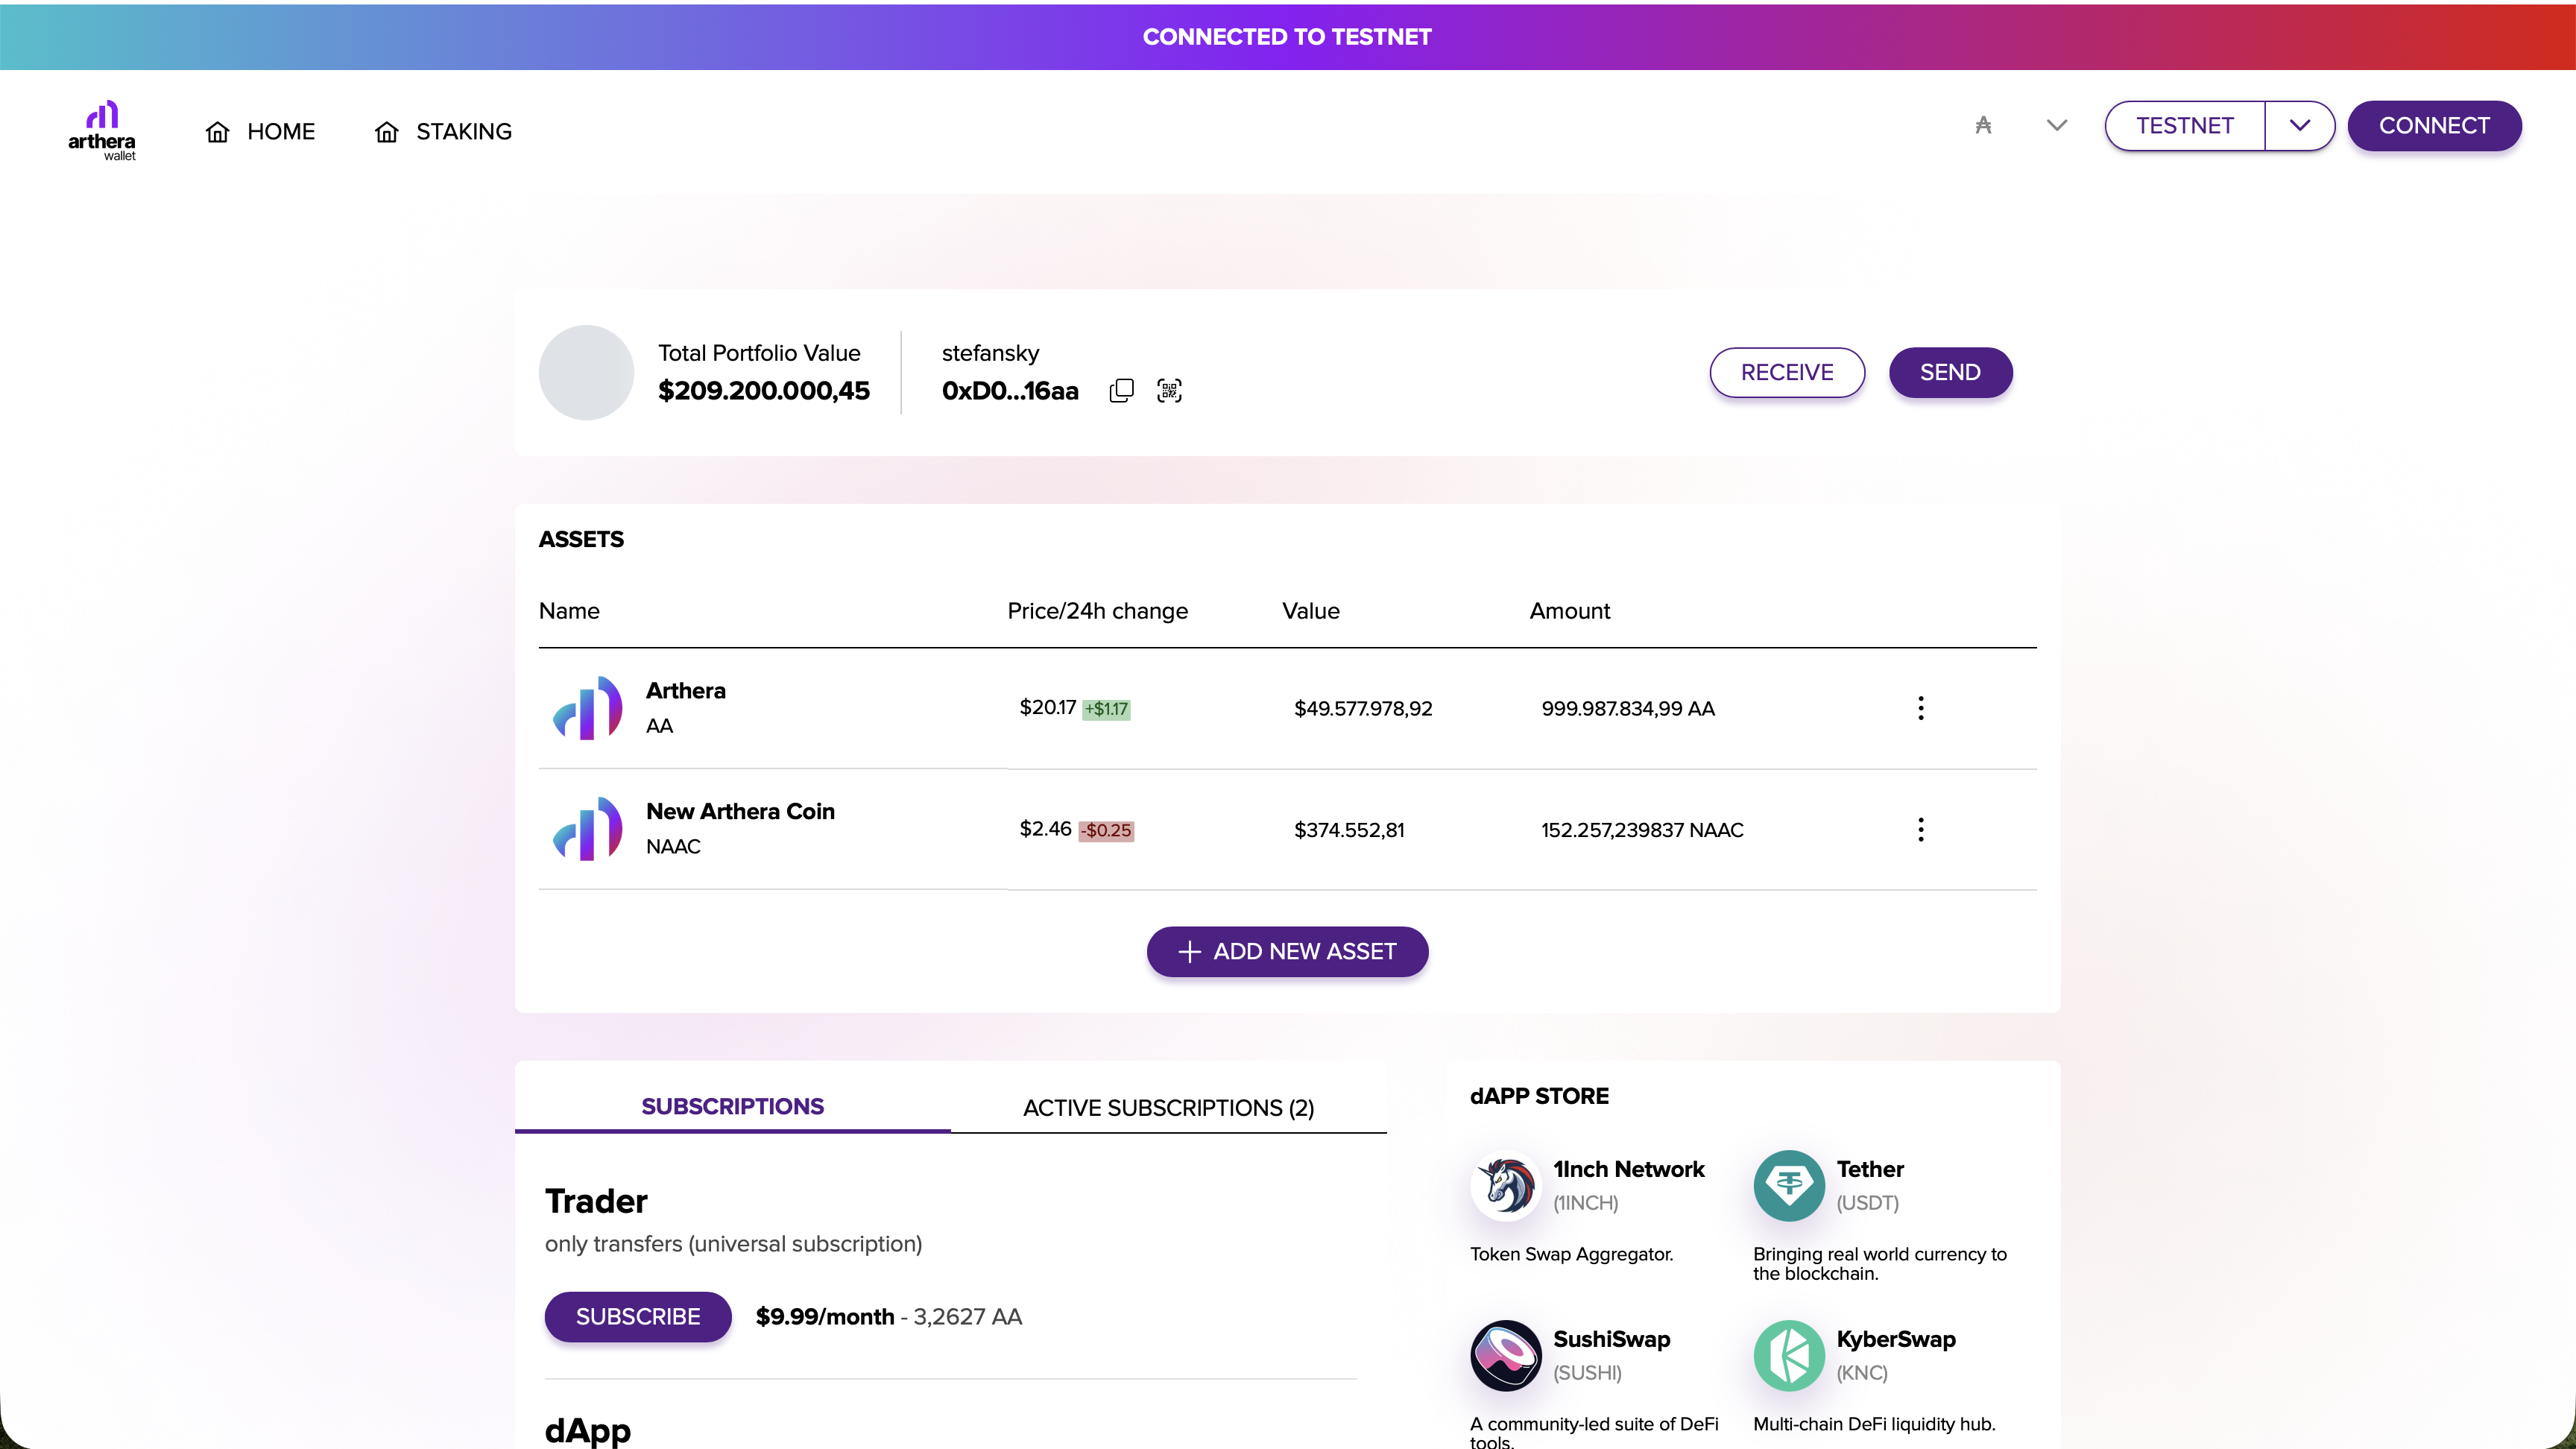 CONNECTED TO TESTNET
arthera
wallet
HOME
STAKING
₳
TESTNET
CONNECT
Total Portfolio Value
$209.200.000,45
stefansky
0xD0...16aa
RECEIVE
SEND
ASSETS
Name Price/24h change Value Amount
Arthera
AA
$20.17 +$1.17 $49.577.978,92 999.987.834,99 AA
New Arthera Coin
NAAC
$2.46 -$0.25 $374.552,81 152.257,239837 NAAC
ADD NEW ASSET
SUBSCRIPTIONS
ACTIVE SUBSCRIPTIONS (2)
Trader
only transfers (universal subscription)
SUBSCRIBE
$9.99/month - 3,2627 AA
dApp
dAPP STORE
1Inch Network
(1INCH)
Token Swap Aggregator.
Tether
(USDT)
Bringing real world currency to
the blockchain.
SushiSwap
(SUSHI)
A community-led suite of DeFi
tools.
KyberSwap
(KNC)
Multi-chain DeFi liquidity hub.